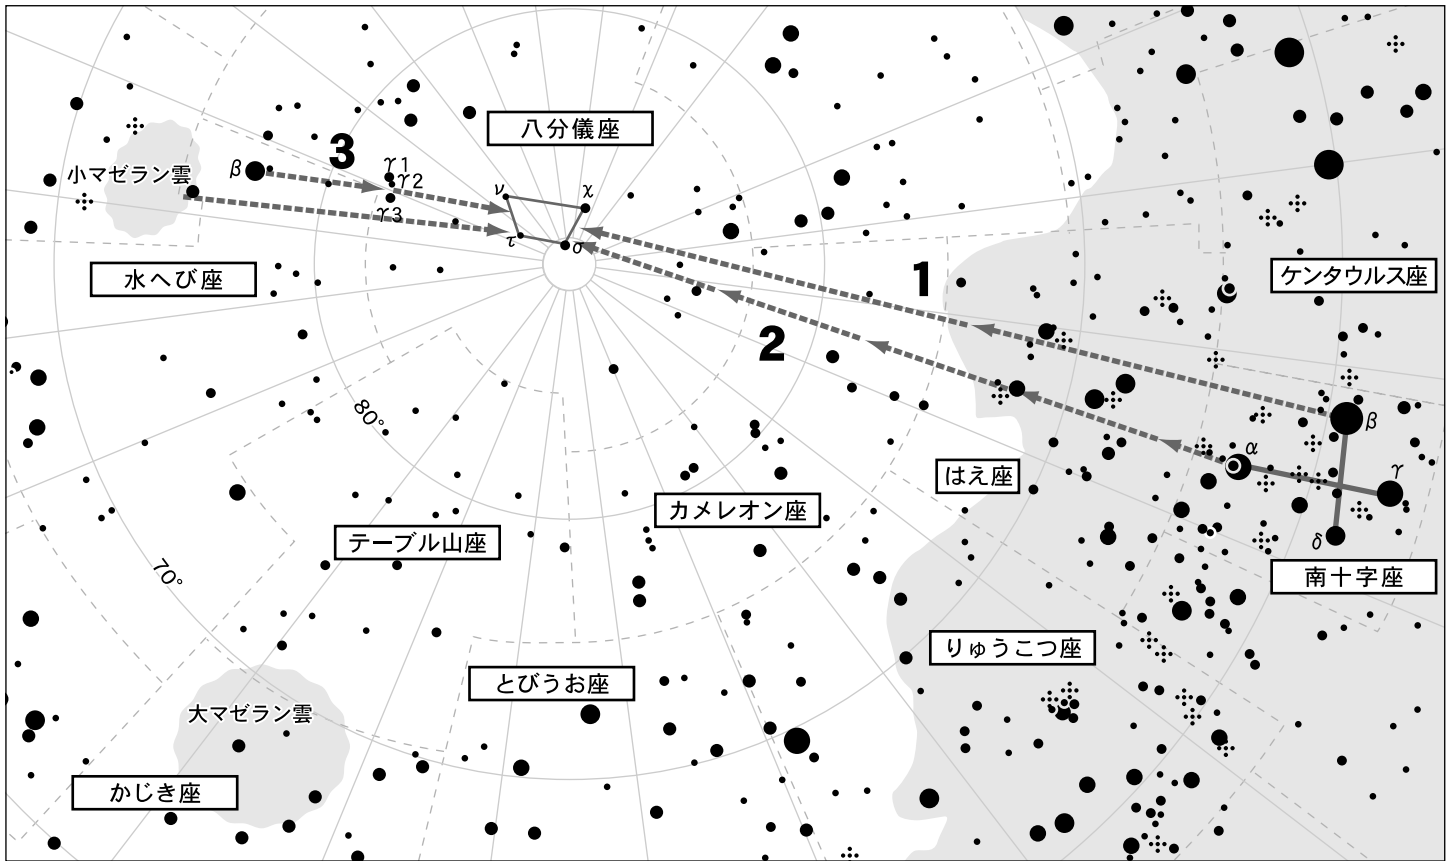 八分儀座
3
γ1
β
γ2
小マゼラン雲
ν
χ
γ3
τ
σ
水へび座
1
ケンタウルス座
2
80°
β
α
はえ座
γ
カメレオン座
テーブル山座
δ
70°
南十字座
りゅうこつ座
とびうお座
大マゼラン雲
かじき座